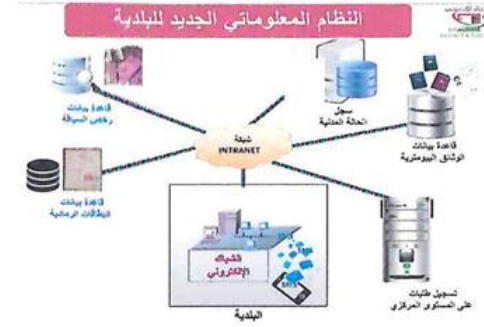 النظام المعلوماتي الجديد للبلدية
قاعدة بيانات
رخص السياقة
سجل
الحالة المدنية
قاعدة بيانات
الوثائق البيومترية
شبكة
INTRANET
قاعدة بيانات
البطاقات الرمادية
الشباك
الإلكتروني
SMS
تسجيل طلبات
على المستوى المركزي
البلدية